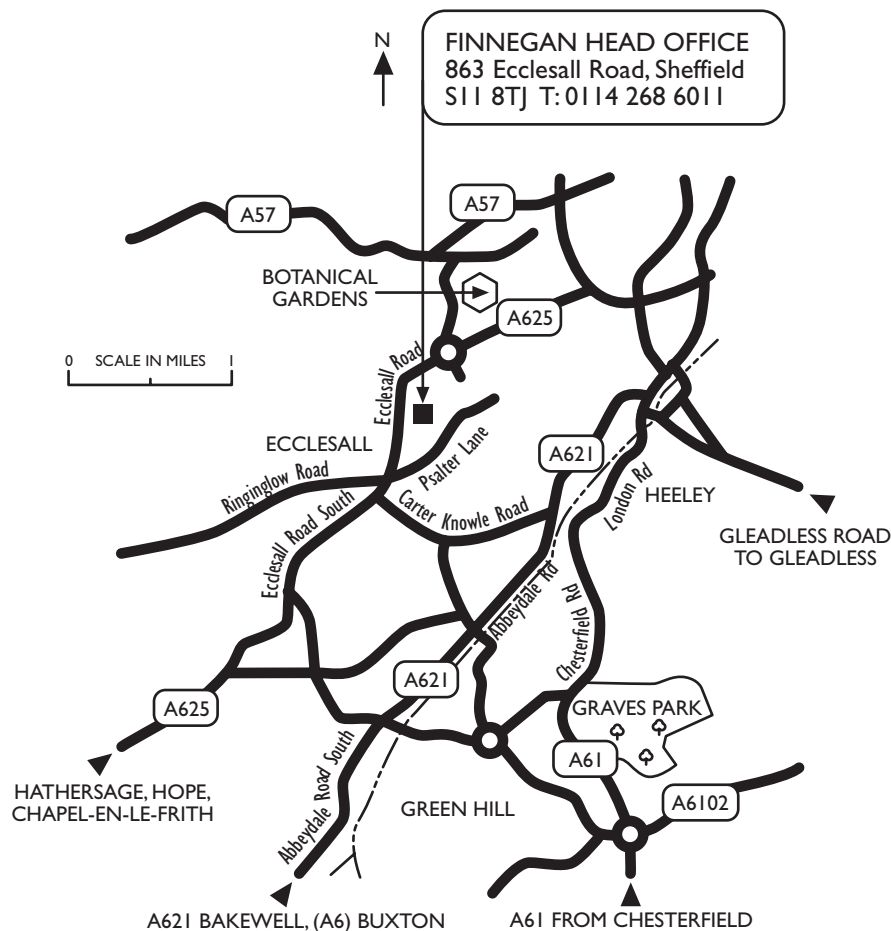 N
FINNEGAN HEAD OFFICE
863 Ecclesall Road, Sheffield
S11 8TJ T: 0114 268 6011
A57
A57
BOTANICAL
GARDENS
A625
0 SCALE IN MILES 1
Ecclesall Road
ECCLESALL
Psalter Lane
A621
Ringinglow Road
London Rd
HEELEY
Carter Knowle Road
GLEADLESS ROAD
TO GLEADLESS
Ecclesall Road South
Abbeydale Rd
Chesterfield Rd
A621
A625
GRAVES PARK
A61
HATHERSAGE, HOPE,
CHAPEL-EN-LE-FRITH
Abbeydale Road South
GREEN HILL
A6102
A621 BAKEWELL, (A6) BUXTON
A61 FROM CHESTERFIELD